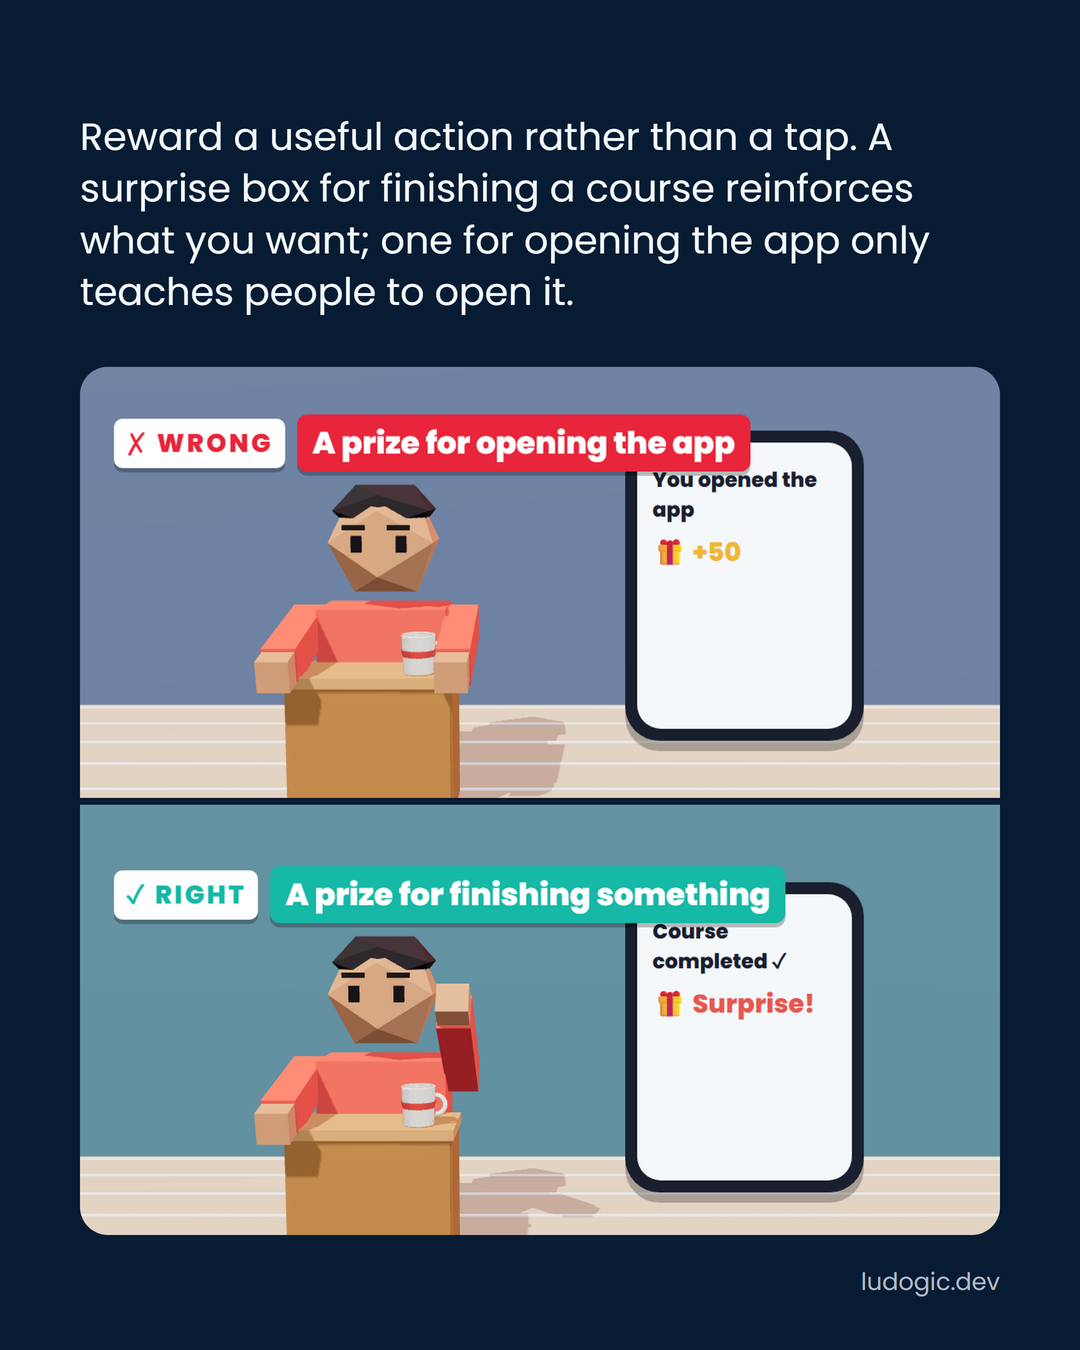 Reward a useful action rather than a tap. A
surprise box for finishing a course reinforces
what you want; one for opening the app only
teaches people to open it.
✗ WRONG
A prize for opening the app
You opened the
app
🎁 +50
✓ RIGHT
A prize for finishing something
Course
completed ✓
🎁 Surprise!
ludogic.dev